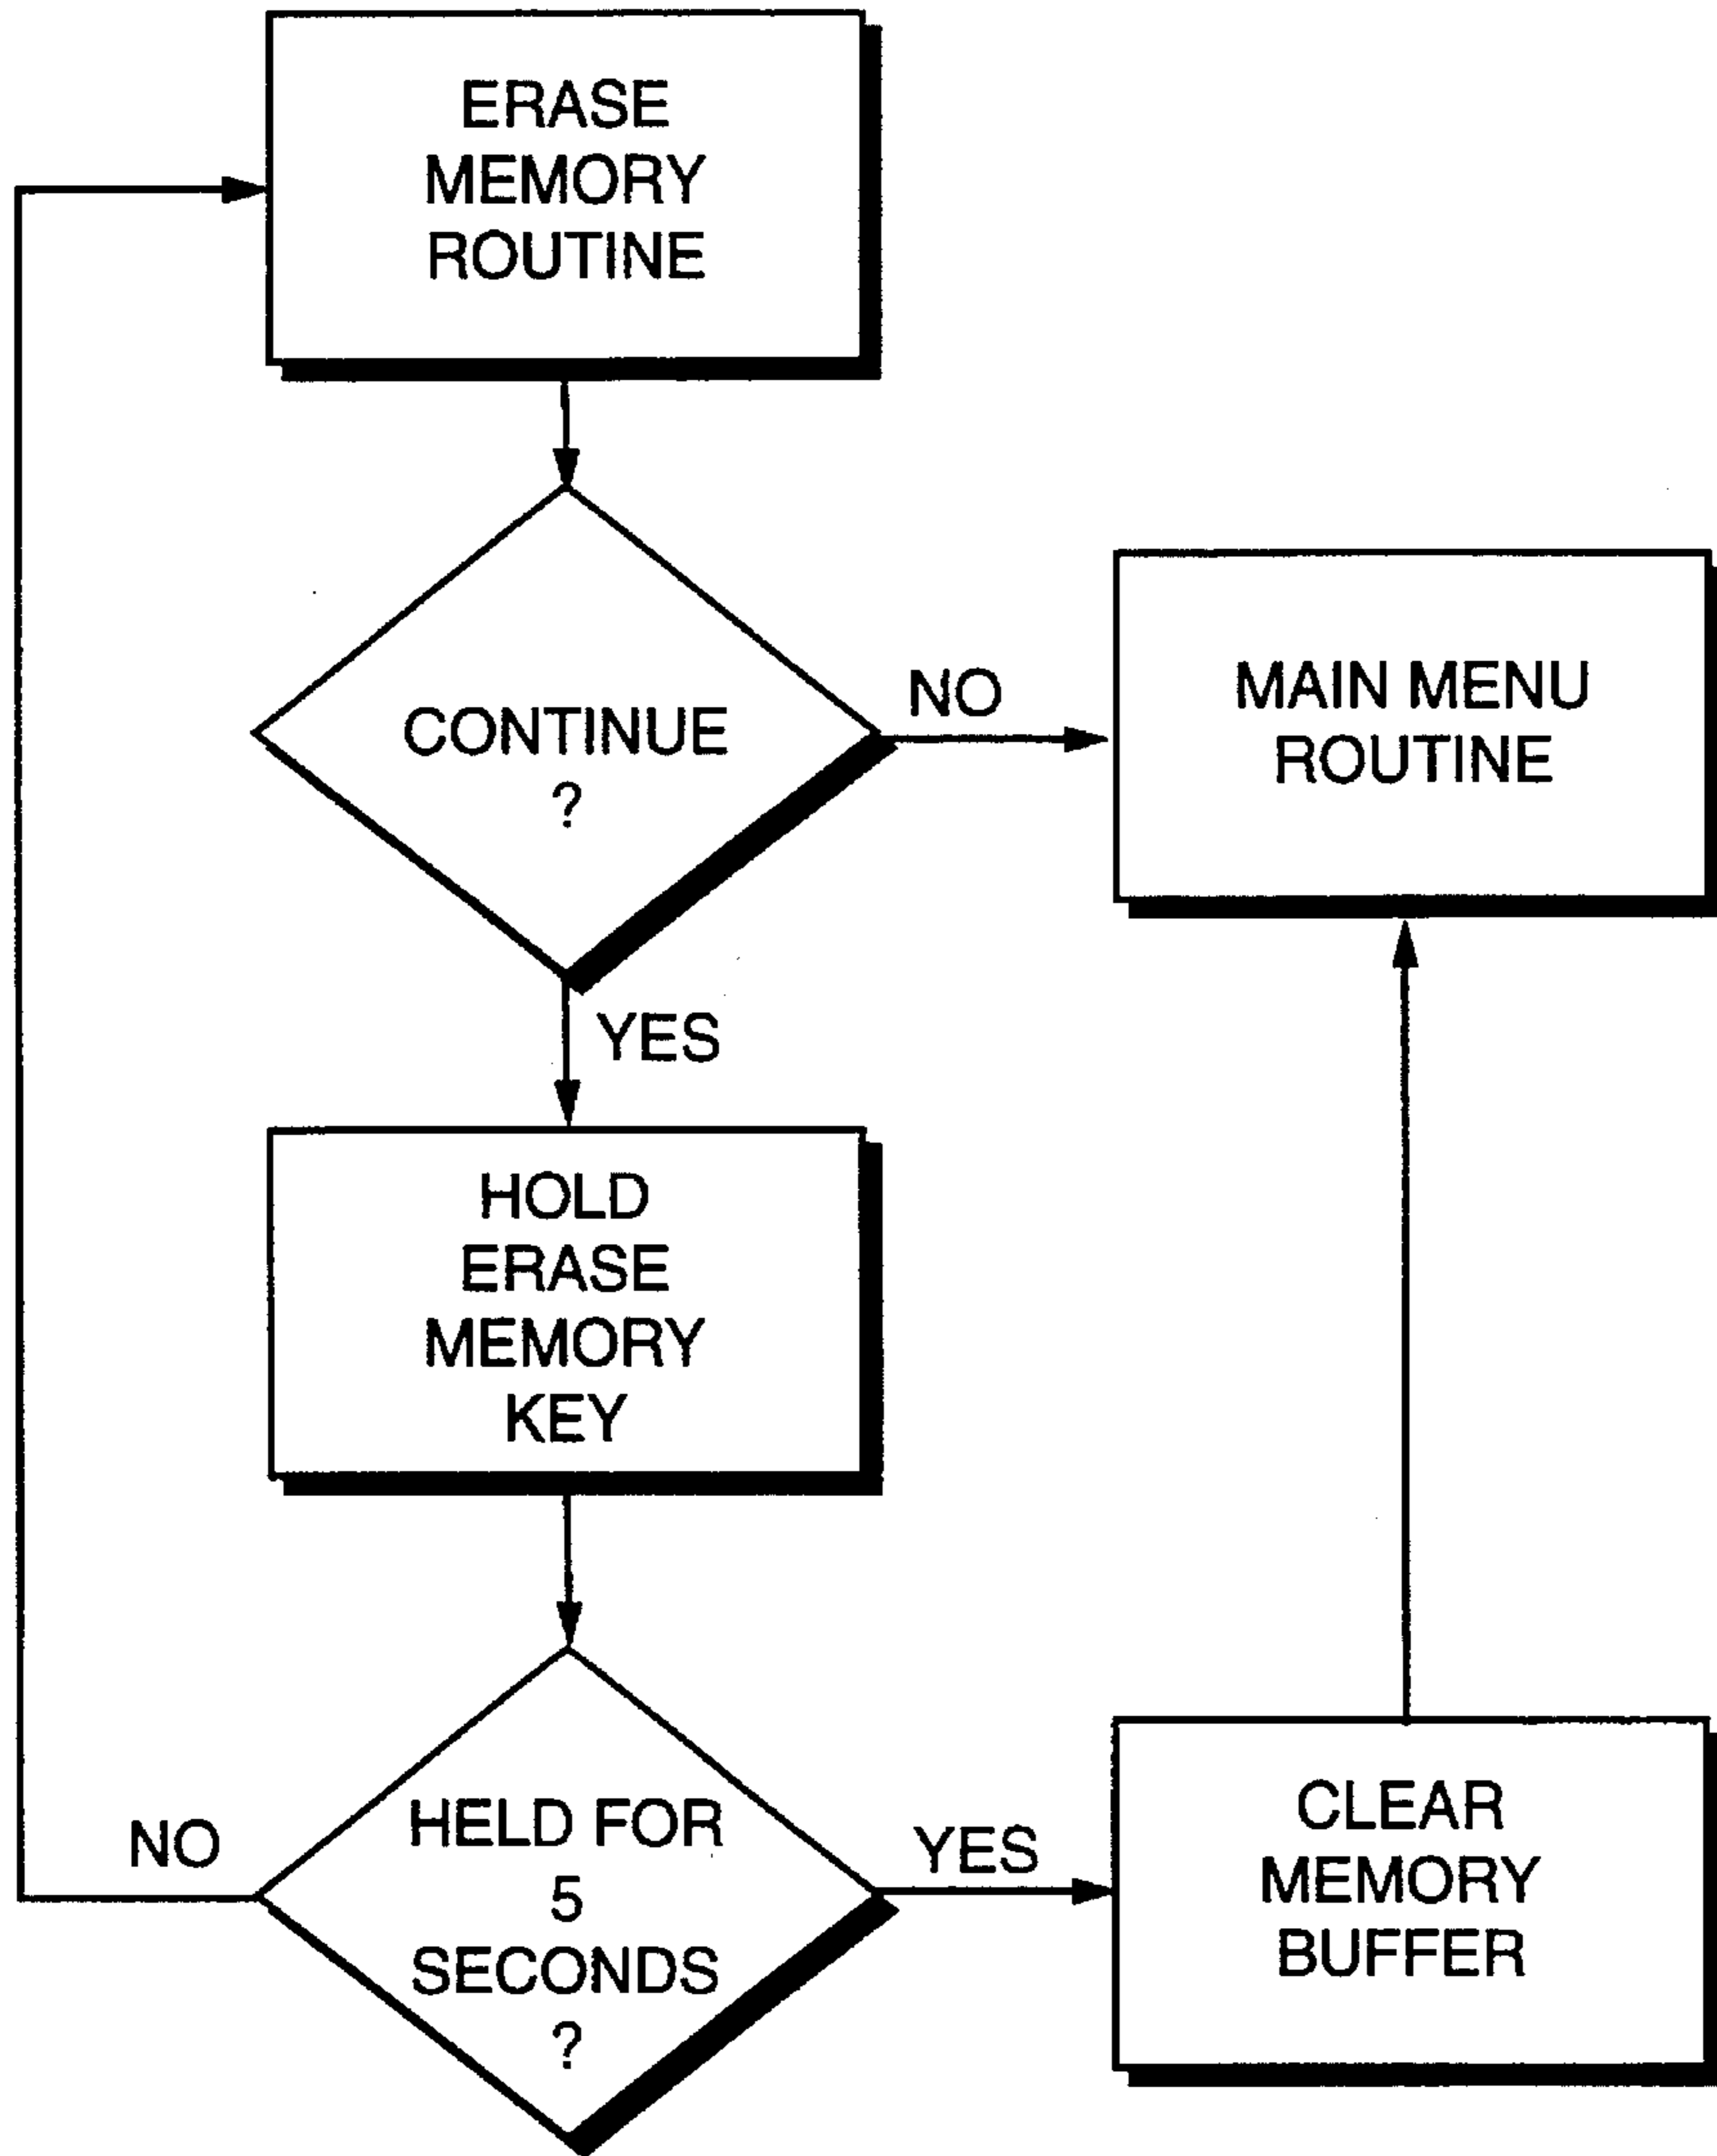 ERASE
MEMORY
ROUTINE
CONTINUE
?
NO
MAIN MENU
ROUTINE
YES
HOLD
ERASE
MEMORY
KEY
HELD FOR
5
SECONDS
?
NO
YES
CLEAR
MEMORY
BUFFER